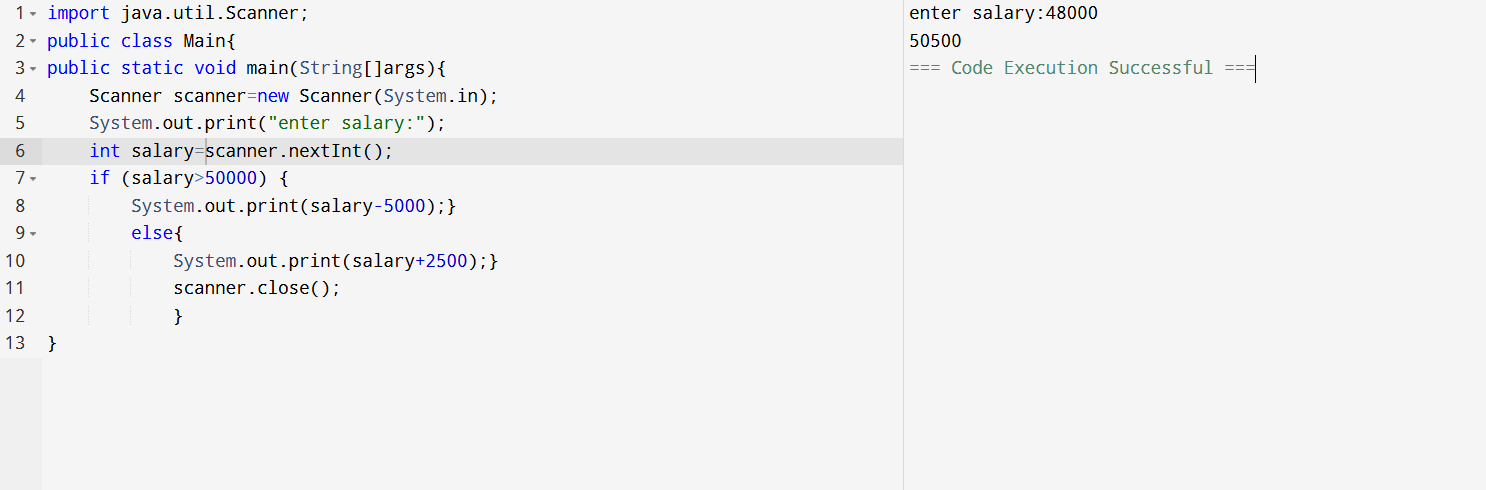 1 import java.util.Scanner;
2 public class Main{
3 public static void main(String[]args){
4 Scanner scanner=new Scanner(System.in);
5 System.out.print("enter salary:");
6 int salary=scanner.nextInt();
7 if (salary>50000) {
8 System.out.print(salary-5000);}
9 else{
10 System.out.print(salary+2500);}
11 scanner.close();
12 }
13 }
enter salary:48000
50500
=== Code Execution Successful ===